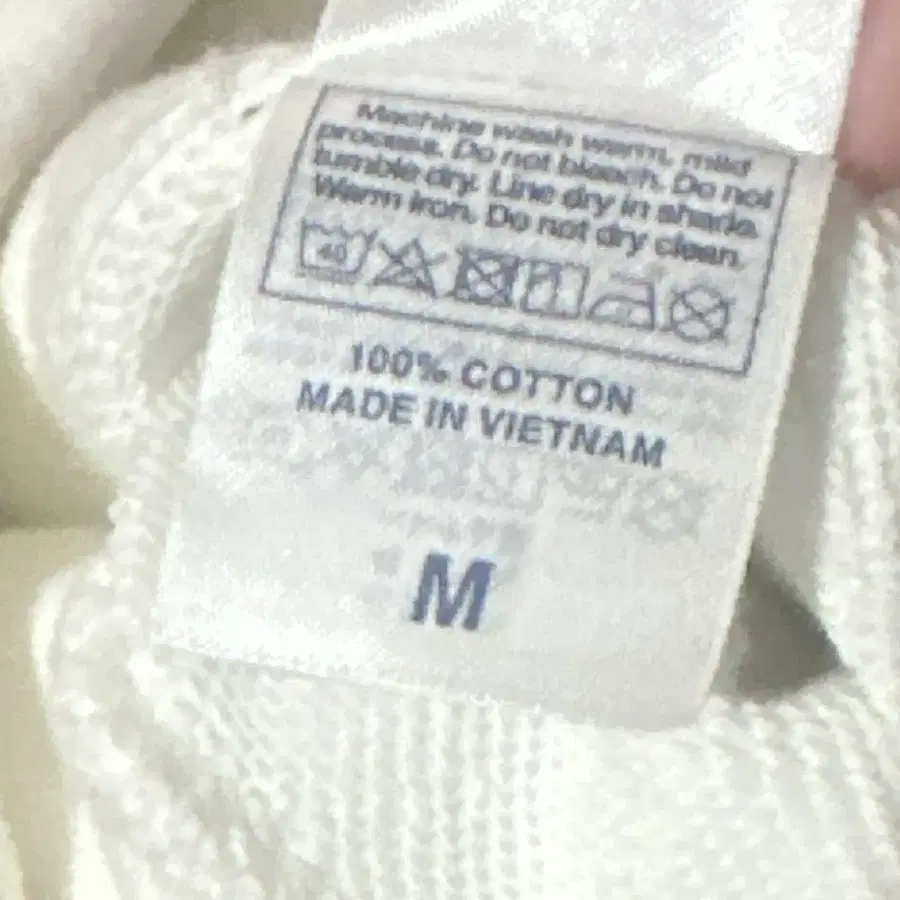 Machine wash warm, mild
process. Do not bleach. Do not
tumble dry. Line dry in shade.
Warm iron. Do not dry clean.
40
100% COTTON
MADE IN VIETNAM
M